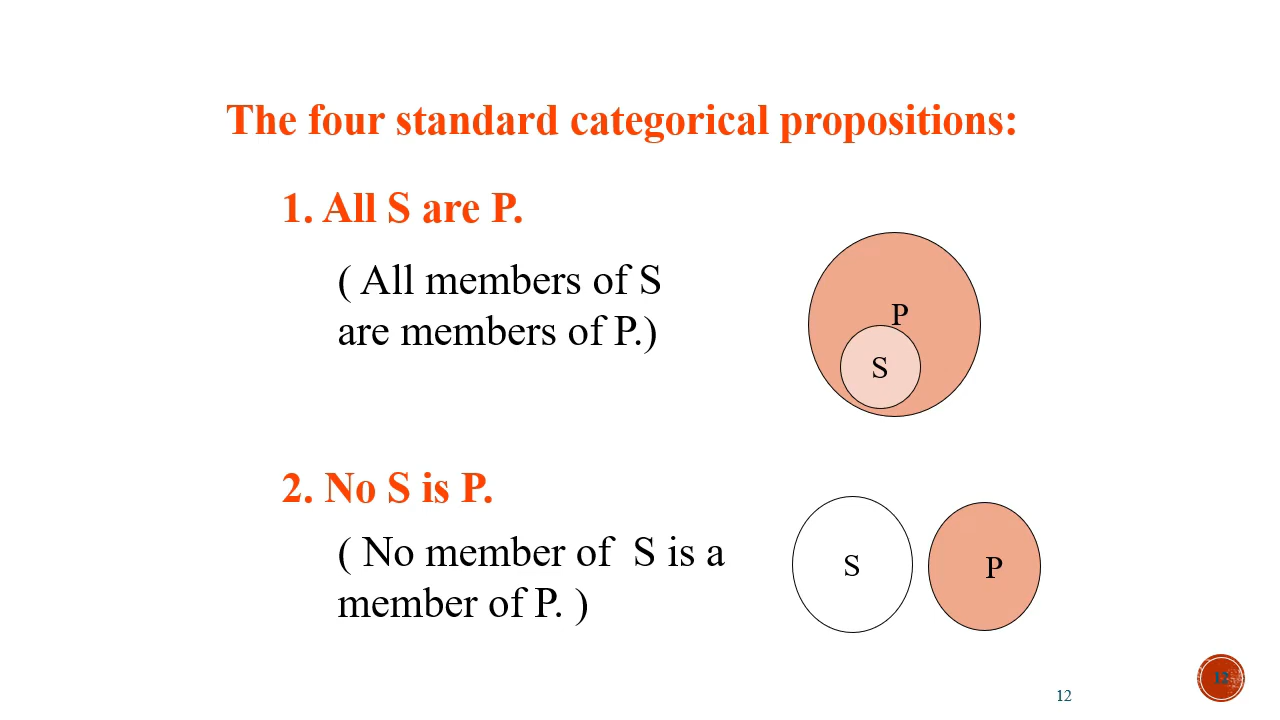 The four standard categorical propositions:
1. All S are P.
( All members of S
are members of P.)
P
S
2. No S is P.
( No member of  S is a
member of P. )
S
P
12
12